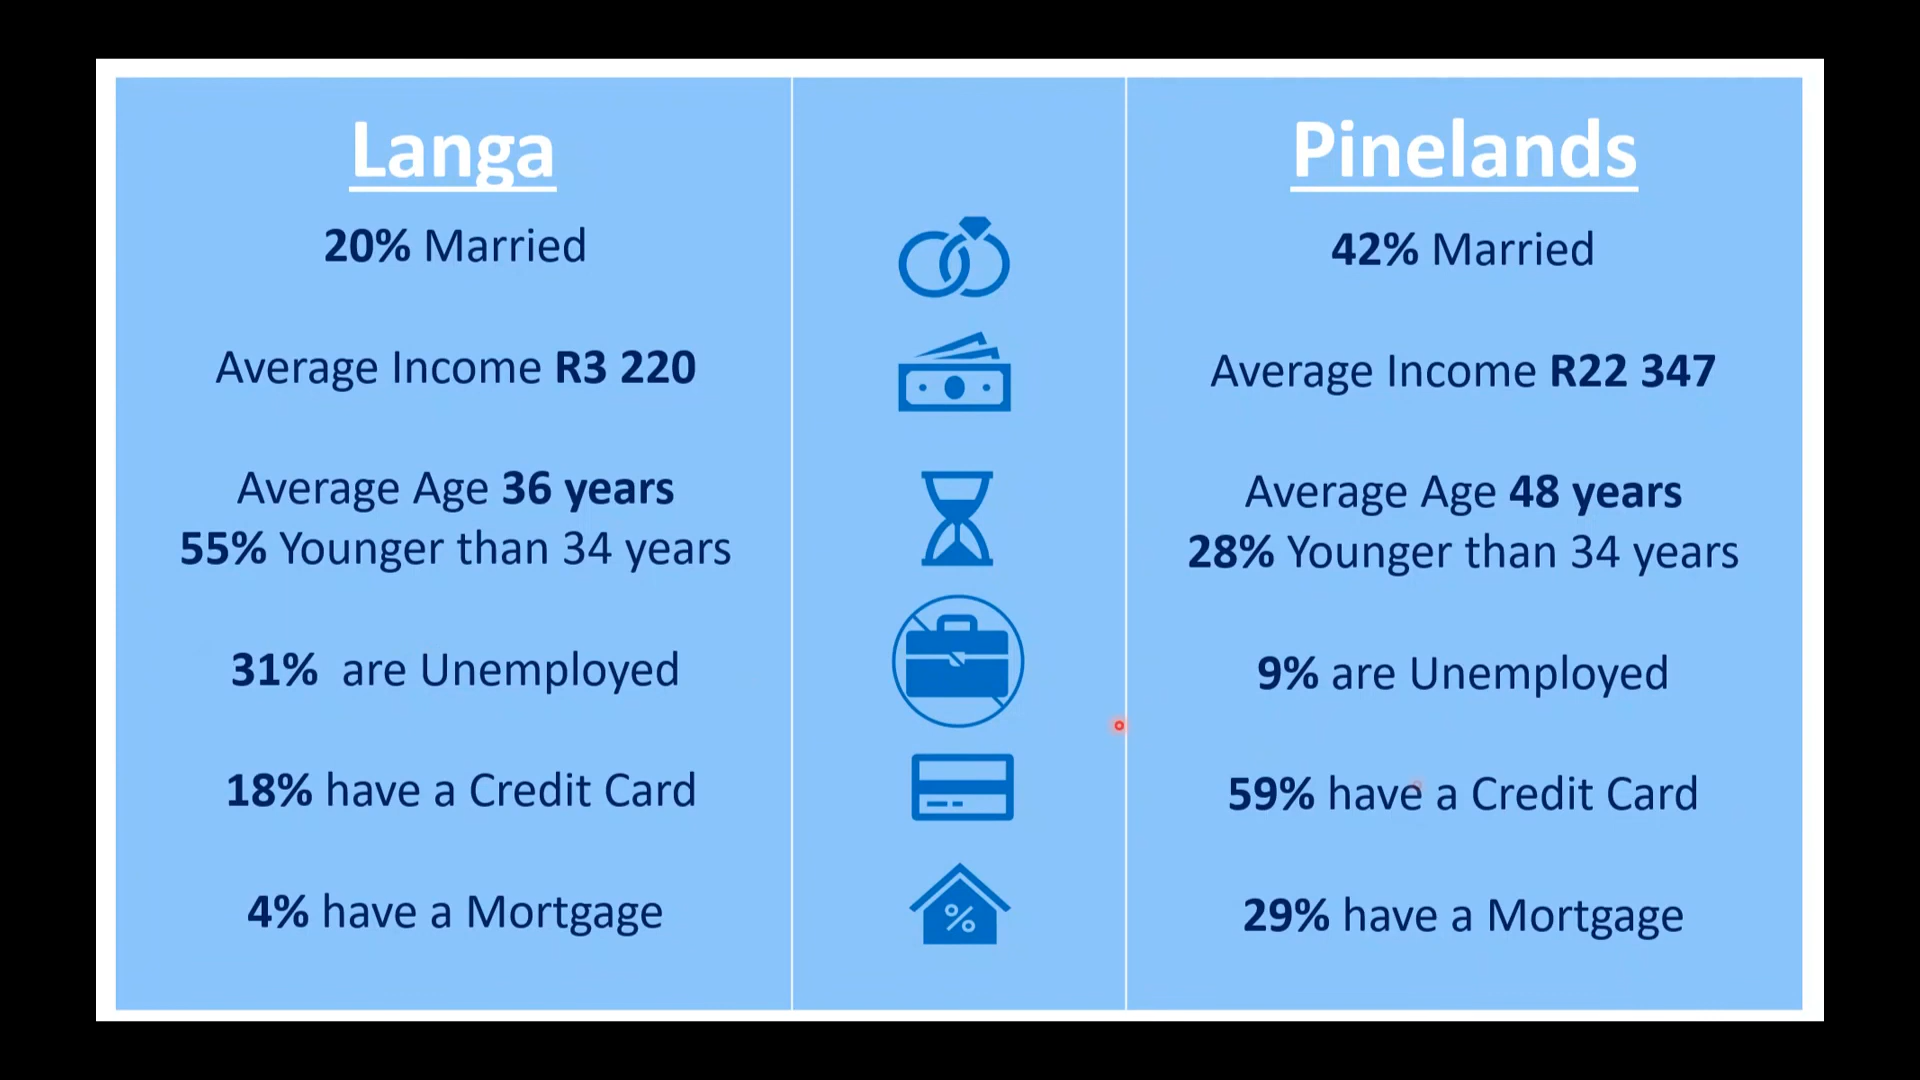 Langa
20% Married
Average Income R3 220
Average Age 36 years
55% Younger than 34 years
31% are Unemployed
18% have a Credit Card
4% have a Mortgage
%
Pinelands
42% Married
Average Income R22 347
Average Age 48 years
28% Younger than 34 years
9% are Unemployed
59% have a Credit Card
29% have a Mortgage